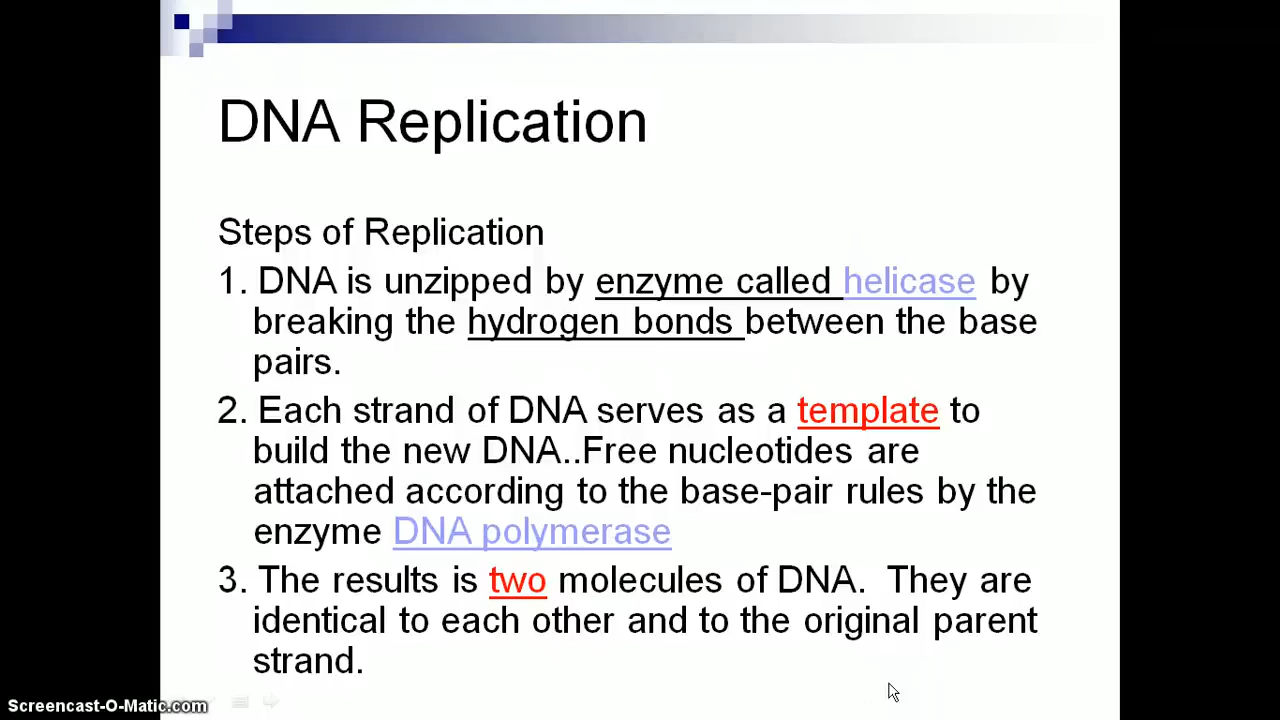 DNA Replication
Steps of Replication
1. DNA is unzipped by enzyme called helicase by
breaking the hydrogen bonds between the base
pairs.
2. Each strand of DNA serves as a template to
build the new DNA..Free nucleotides are
attached according to the base-pair rules by the
enzyme DNA polymerase
3. The results is two molecules of DNA. They are
identical to each other and to the original parent
strand.
Screencast-O-Matic.com